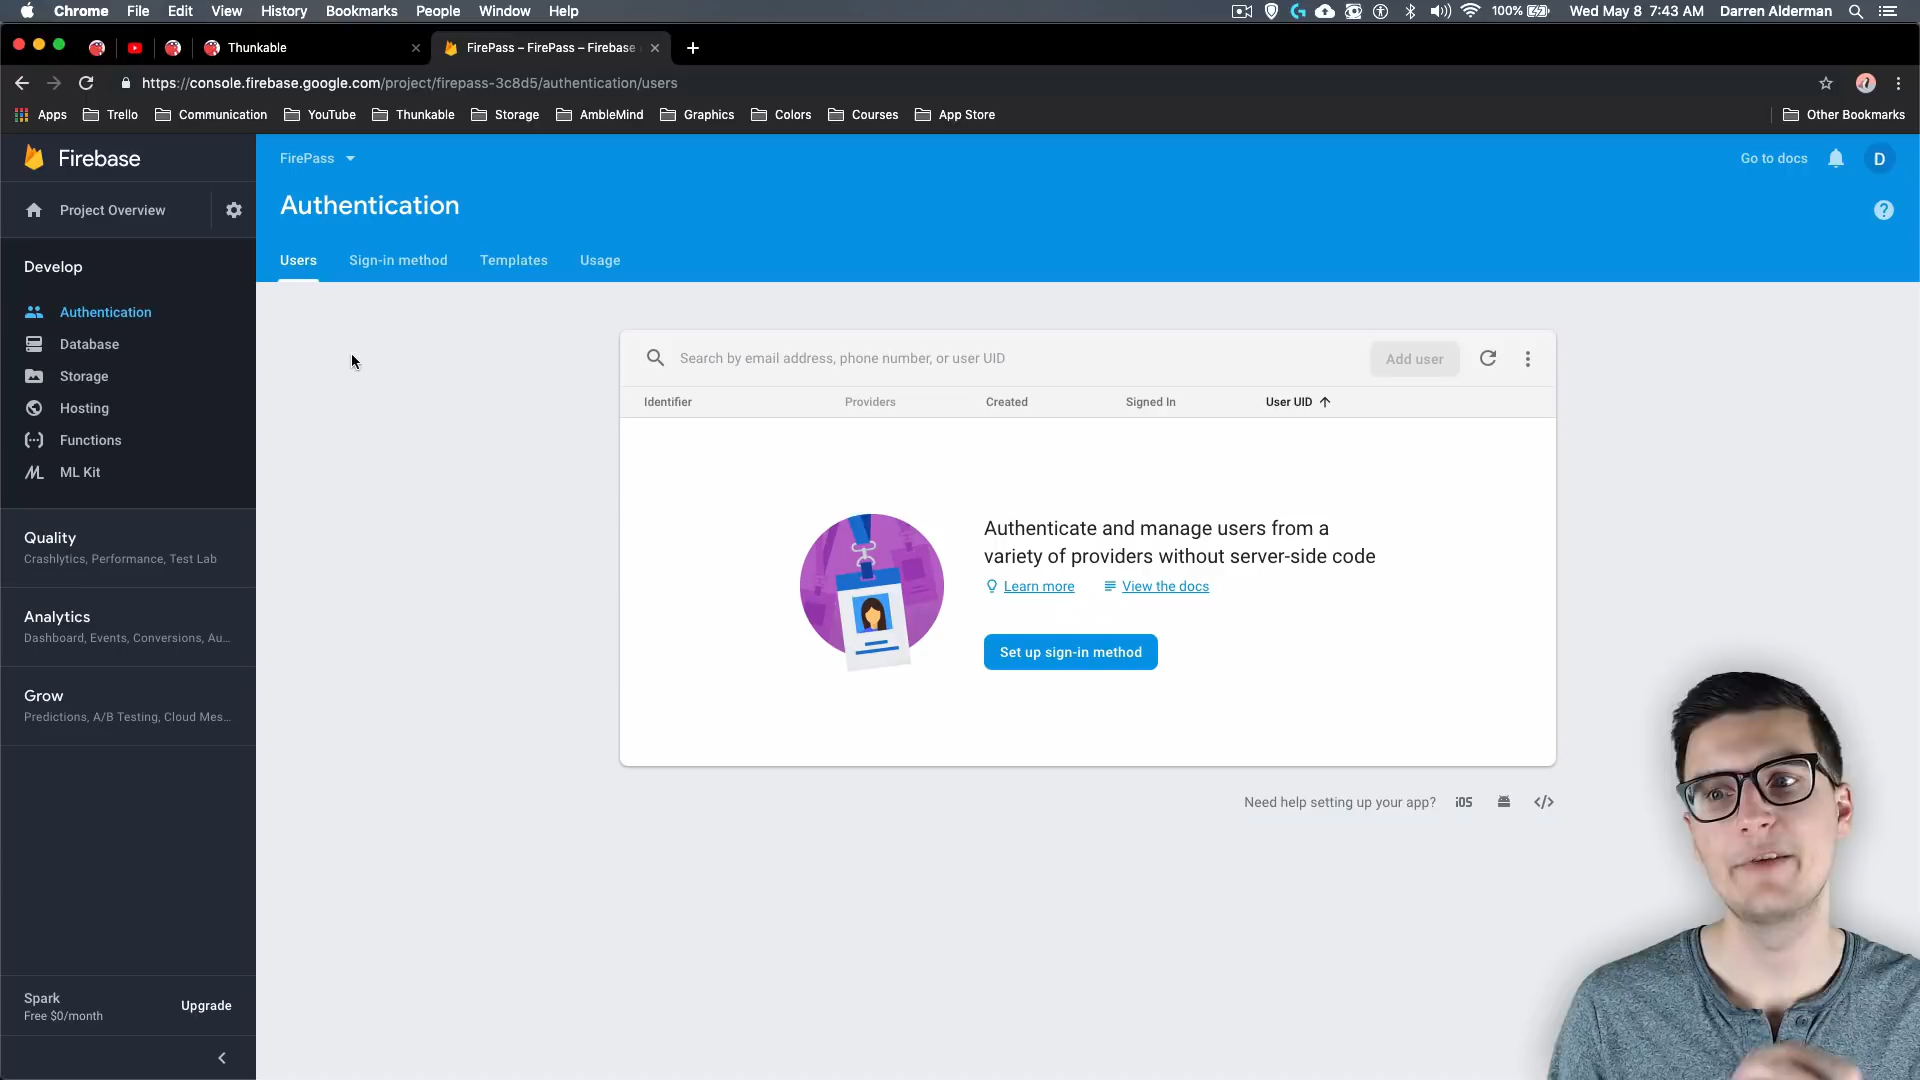 Chrome File Edit View History Bookmarks People Window Help 100% Wed May 8 7:43 AM Darren Alderman
Thunkable FirePass – FirePass – Firebase
https://console.firebase.google.com/project/firepass-3c8d5/authentication/users
Apps Trello Communication YouTube Thunkable Storage AmbleMind Graphics Colors Courses App Store Other Bookmarks
Firebase
Project Overview
Develop
Authentication
Database
Storage
Hosting
Functions
ML Kit
Quality
Crashlytics, Performance, Test Lab
Analytics
Dashboard, Events, Conversions, Au...
Grow
Predictions, A/B Testing, Cloud Mes...
Spark
Free $0/month
Upgrade
FirePass
Go to docs
D
Authentication
Users Sign-in method Templates Usage
Search by email address, phone number, or user UID
Add user
Identifier Providers Created Signed In User UID
Authenticate and manage users from a
variety of providers without server-side code
Learn more View the docs
Set up sign-in method
Need help setting up your app? iOS